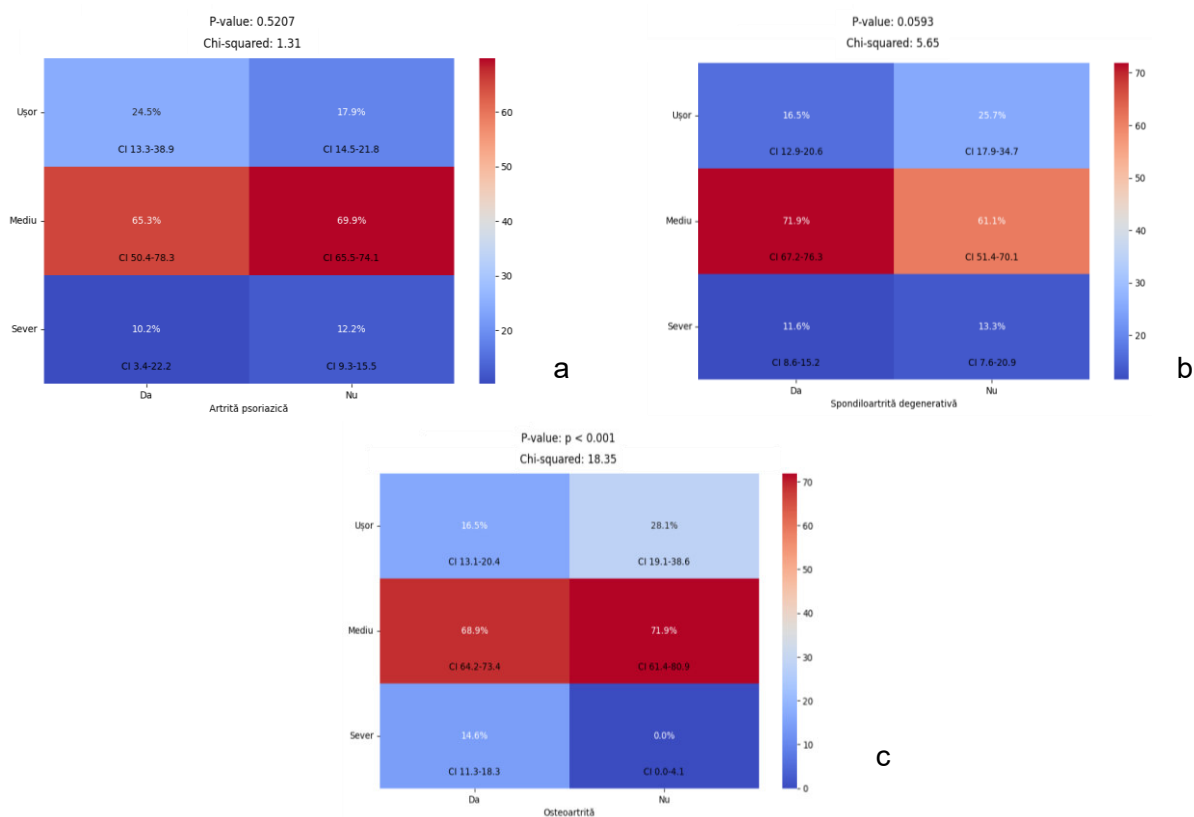 P-value: 0.5207
Chi-squared: 1.31
Ușor
24.5%
17.9%
CI 13.3-38.9
CI 14.5-21.8
Mediu
65.3%
69.9%
CI 50.4-78.3
CI 65.5-74.1
Sever
10.2%
12.2%
CI 3.4-22.2
CI 9.3-15.5
Da
Nu
Artrită psoriazică
60
50
40
30
20
a
P-value: 0.0593
Chi-squared: 5.65
Ușor
16.5%
25.7%
CI 12.9-20.6
CI 17.9-34.7
Mediu
71.9%
61.1%
CI 67.2-76.3
CI 51.4-70.1
Sever
11.6%
13.3%
CI 8.6-15.2
CI 7.6-20.9
Da
Nu
Spondiloartrită degenerativă
70
60
50
40
30
20
b
P-value: p < 0.001
Chi-squared: 18.35
Ușor
16.5%
28.1%
CI 13.1-20.4
CI 19.1-38.6
Mediu
68.9%
71.9%
CI 64.2-73.4
CI 61.4-80.9
Sever
14.6%
0.0%
CI 11.3-18.3
CI 0.0-4.1
Da
Nu
Osteoartrită
70
60
50
40
30
20
10
0
c